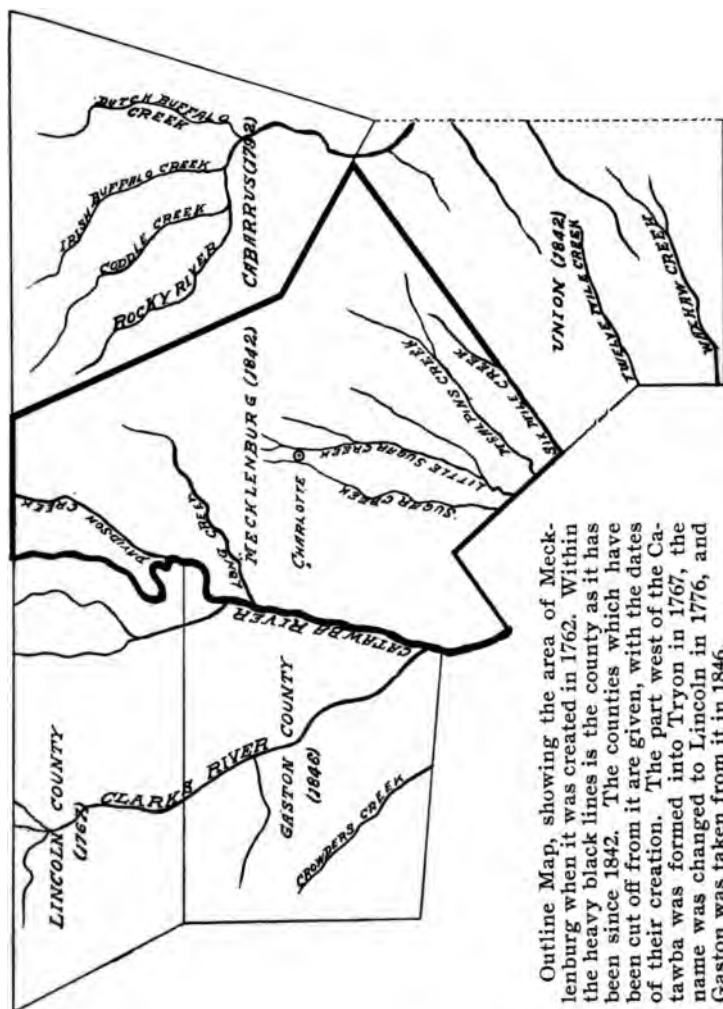 DUTCH BUFFALO
CREEK
IRISH BUFFALO CREEK
CODDLE CREEK
ROCKY RIVER
CABARRUS (1792)
DAVIDSON
CREEK
LONG CREEK
MECKLENBURG (1842)
CHARLOTTE
SUGAR CREEK
LITTLE SUGAR CREEK
McALPINS CREEK
SIX MILE CREEK
UNION (1842)
TWELVE MILE CREEK
WAXHAW CREEK
CATAWBA RIVER
LINCOLN COUNTY
(1767)
CLARKS RIVER
GASTON COUNTY
(1846)
CROWDERS CREEK
Outline Map, showing the area of Meck-
lenburg when it was created in 1762. Within
the heavy black lines is the county as it has
been since 1842. The counties which have
been cut off from it are given, with the dates
of their creation. The part west of the Ca-
tawba was formed into Tryon in 1767, the
name was changed to Lincoln in 1776, and
Gaston was taken from it in 1846.